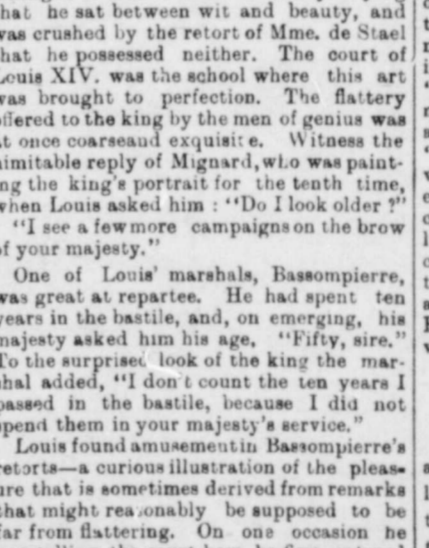 that he sat between wit and beauty, and
was crushed by the retort of Mme. de Stael
that he possessed neither. The court of
Louis XIV. was the school where this art
was brought to perfection. The flattery
offered to the king by the men of genius was
at once coarseand exquisite. Witness the
inimitable reply of Mignard, who was paint-
ing the king's portrait for the tenth time,
when Louis asked him : "Do I look older ?"
"I see a fewmore campaigns on the brow
of your majesty."
One of Louis' marshals, Bassompierre,
was great at repartee. He had spent ten
years in the bastile, and, on emerging, his
majesty asked him his age, "Fifty, sire."
To the surprised look of the king the mar-
shal added, "I don't count the ten years I
passed in the bastile, because I did not
spend them in your majesty's service."
Louis found amusementin Bassompierre's
retorts—a curious illustration of the pleas-
ure that is sometimes derived from remarks
that might reasonably be supposed to be
far from flattering. On one occasion he